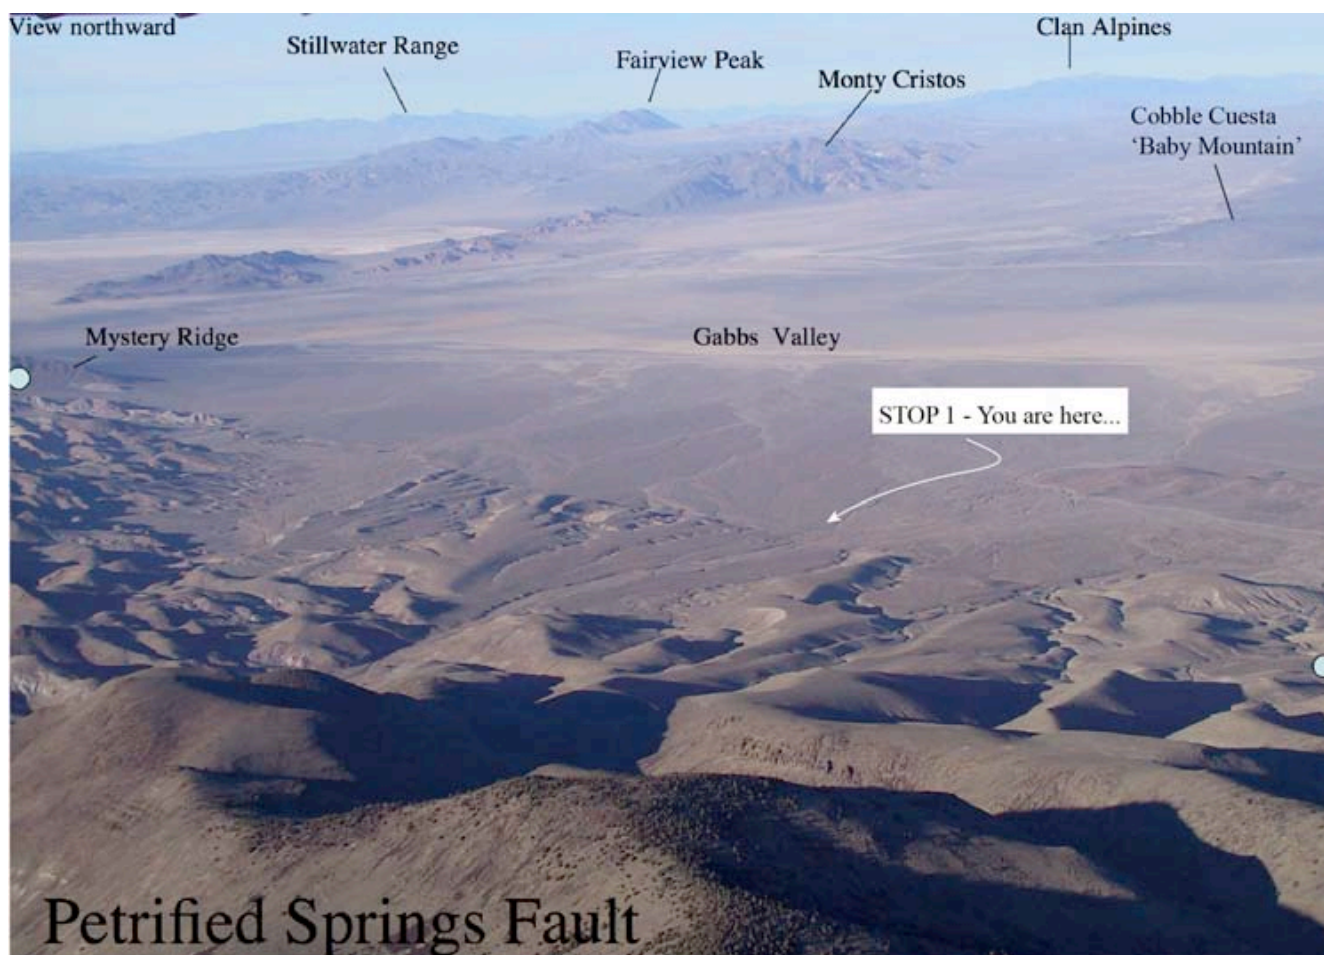 View northward
Stillwater Range
Fairview Peak
Monty Cristos
Clan Alpines
Cobble Cuesta
'Baby Mountain'
Mystery Ridge
Gabbs Valley
STOP 1 - You are here...
Petrified Springs Fault